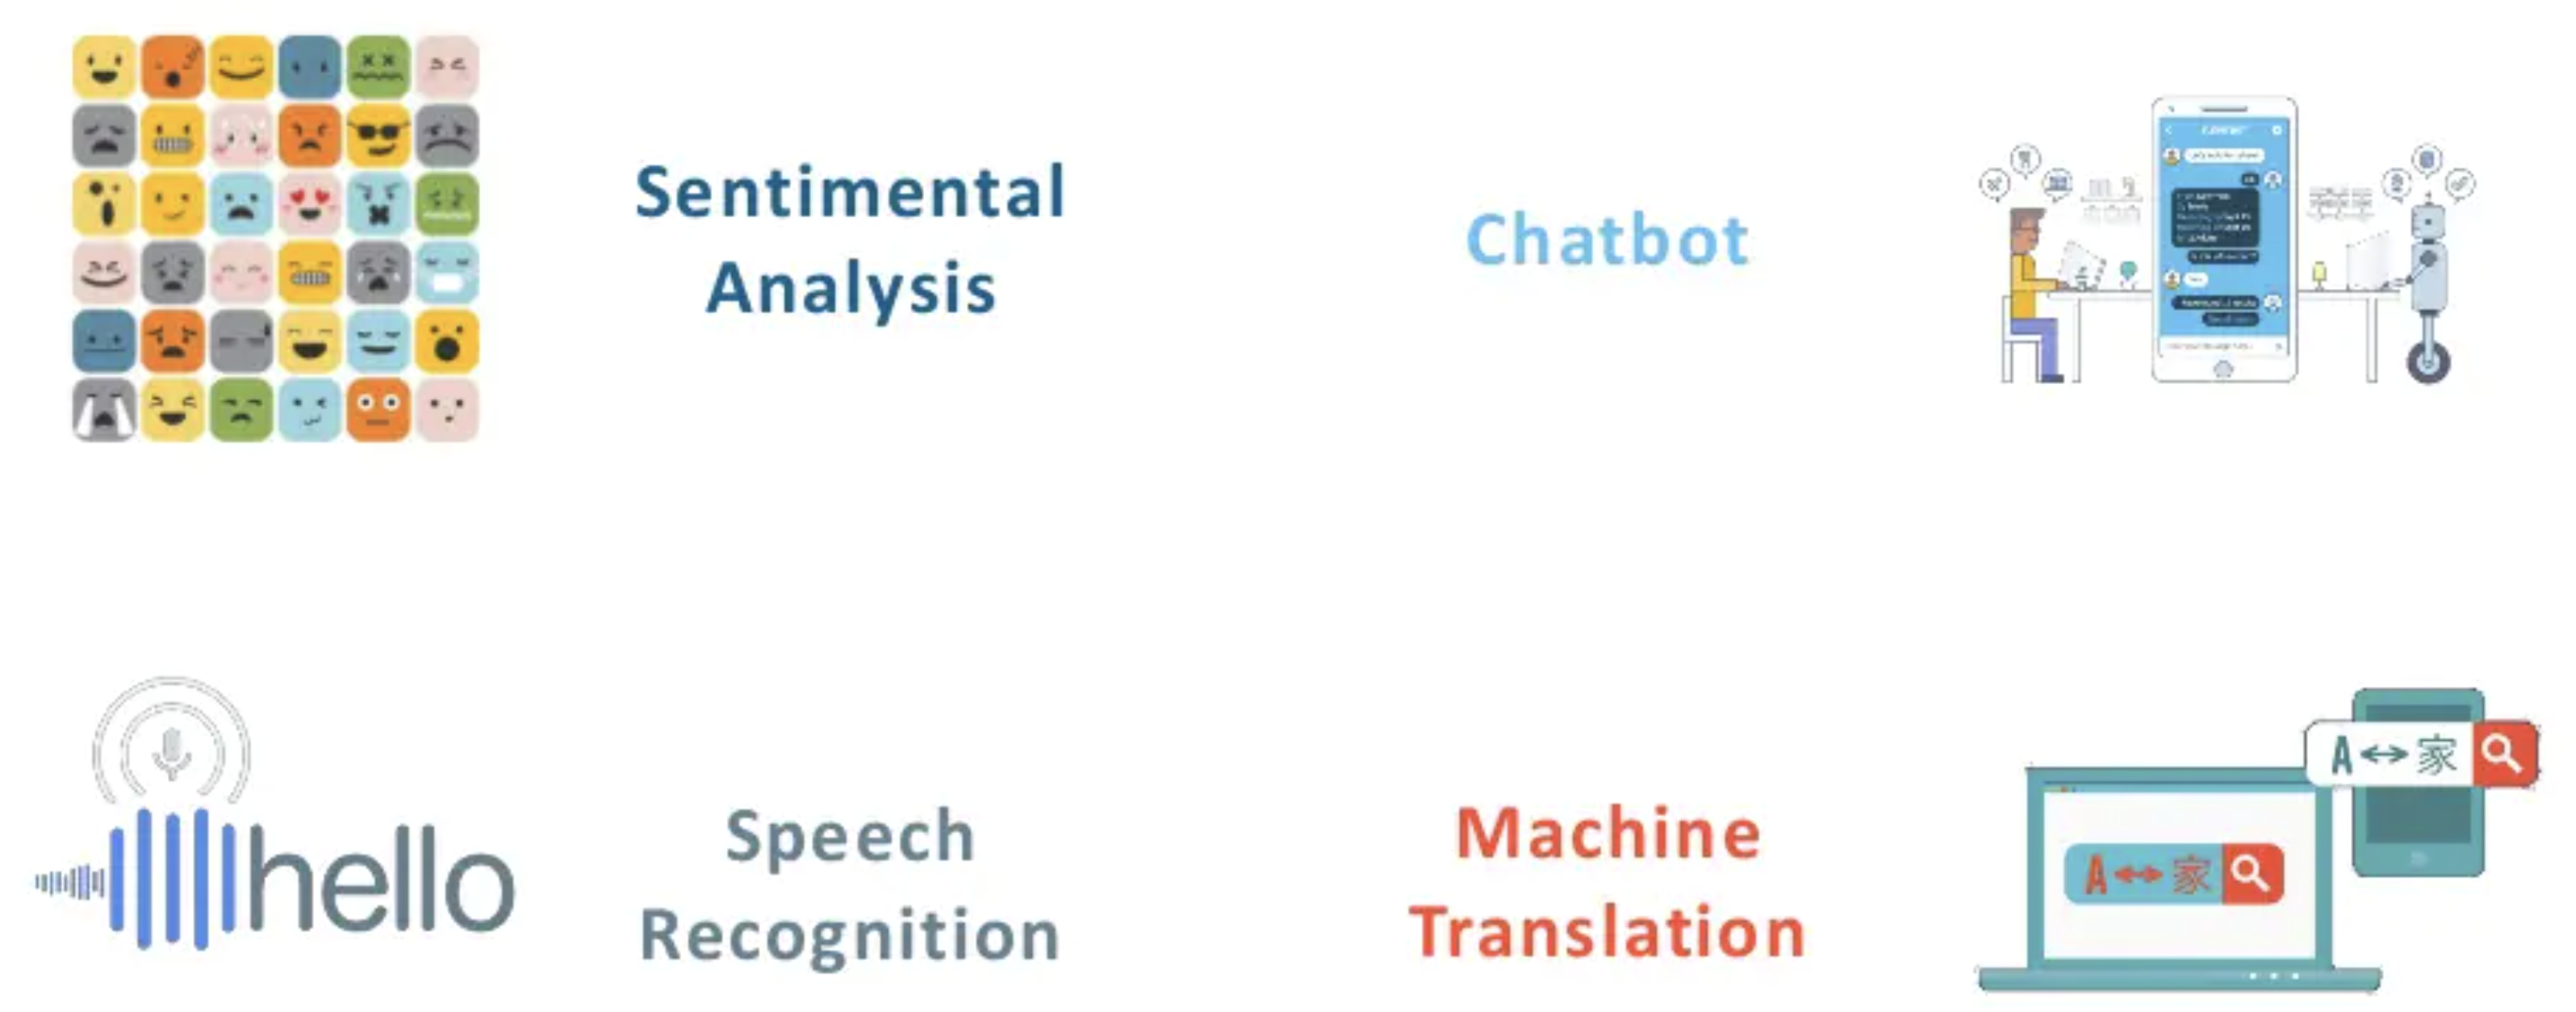 Sentimental
Analysis
Chatbot
hello
Speech
Recognition
Machine
Translation
A ↔ 家
A ↔ 家